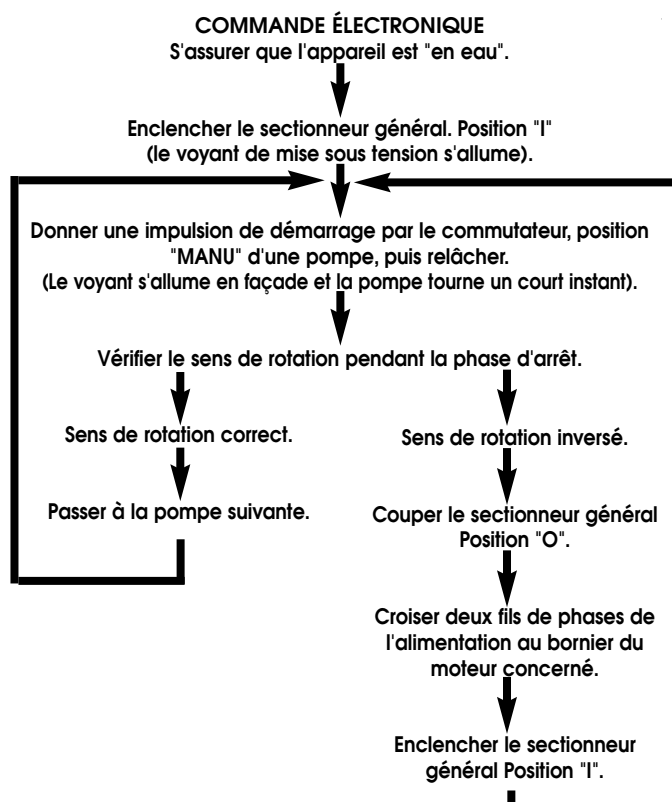 COMMANDE ÉLECTRONIQUE
S'assurer que l'appareil est "en eau".
Enclencher le sectionneur général. Position "I"
(le voyant de mise sous tension s'allume).
Donner une impulsion de démarrage par le commutateur, position
"MANU" d'une pompe, puis relâcher.
(Le voyant s'allume en façade et la pompe tourne un court instant).
Vérifier le sens de rotation pendant la phase d'arrêt.
Sens de rotation correct.
Passer à la pompe suivante.
Sens de rotation inversé.
Couper le sectionneur général
Position "O".
Croiser deux fils de phases de
l'alimentation au bornier du
moteur concerné.
Enclencher le sectionneur
général Position "I".